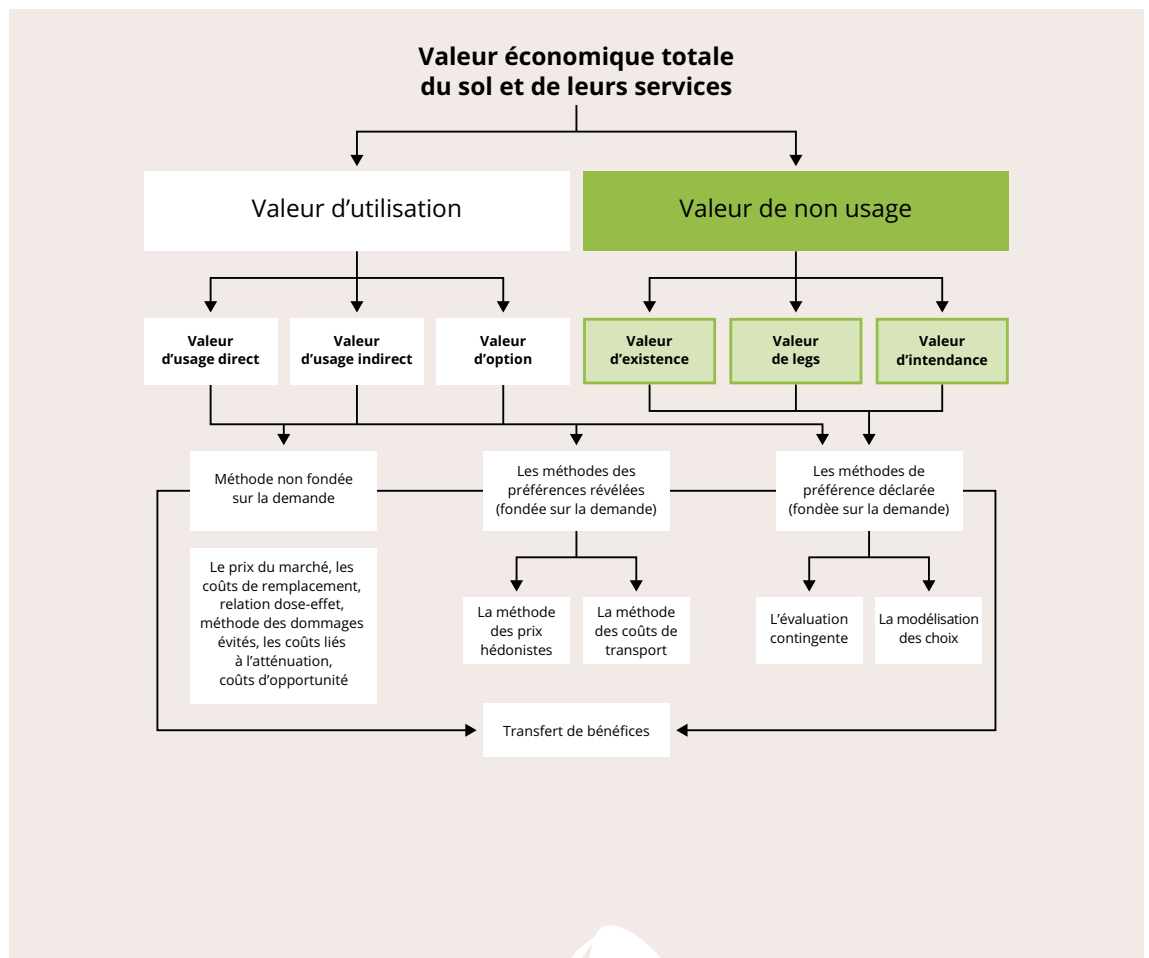 Valeur économique totale
du sol et de leurs services
Valeur d’utilisation
Valeur de non usage
Valeur
d’usage direct
Valeur
d’usage indirect
Valeur
d’option
Valeur
d’existence
Valeur
de legs
Valeur
d’intendance
Méthode non fondée
sur la demande
Les méthodes des
préférences révélées
(fondée sur la demande)
Les méthodes de
préférence déclarée
(fondèe sur la demande)
Le prix du marché, les
coûts de remplacement,
relation dose-effet,
méthode des dommages
évités, les coûts liés
à l’atténuation,
coûts d’opportunité
La méthode
des prix
hédonistes
La méthode
des coûts de
transport
L’évaluation
contingente
La modélisation
des choix
Transfert de bénéfices